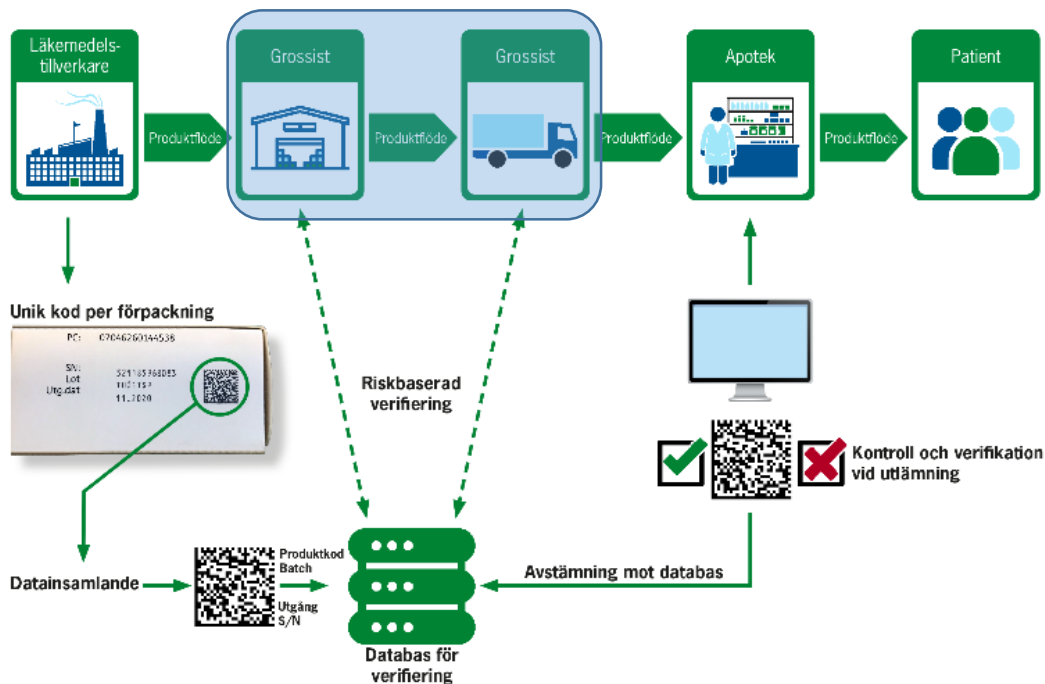 Läkemedels-
tillverkare
Grossist
Grossist
Apotek
Patient
Produktflöde
Produktflöde
Produktflöde
Produktflöde
Unik kod per förpackning
PC: 07046260144538
SN:
Lot
Utg.dat
11.2020
Riskbaserad
verifiering
Kontroll och verifikation
vid utlämning
Datainsamlande
Produktkod
Batch
Utgång
S/N
Avstämning mot databas
Databas för
verifiering